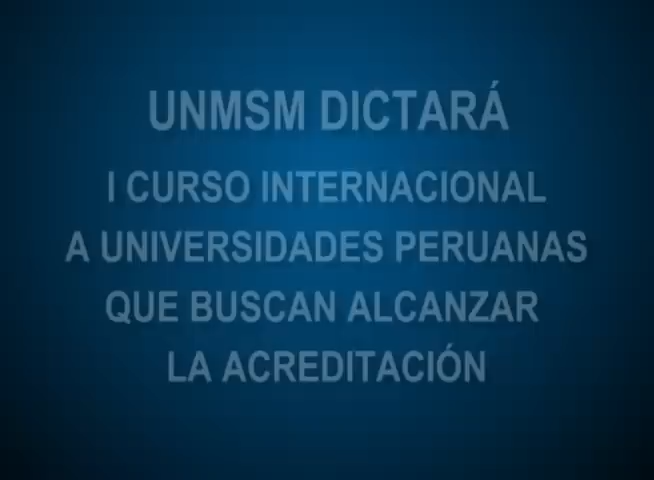 UNMSM DICTARÁ
I CURSO INTERNACIONAL
A UNIVERSIDADES PERUANAS
QUE BUSCAN ALCANZAR
LA ACREDITACIÓN